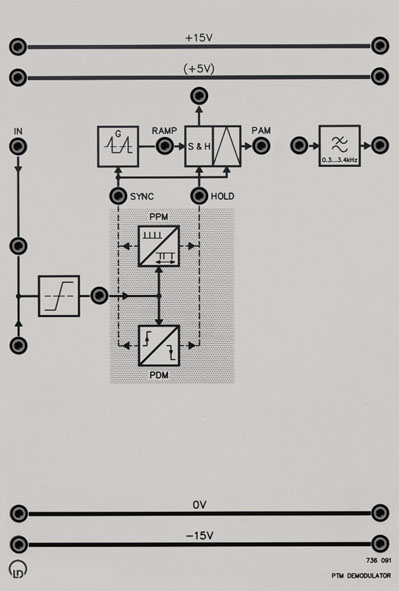 +15V
(+5V)
IN
G
RAMP
S & H
PAM
0.3...3.4kHz
SYNC
HOLD
PPM
PDM
0V
−15V
736 091
LD
PTM DEMODULATOR